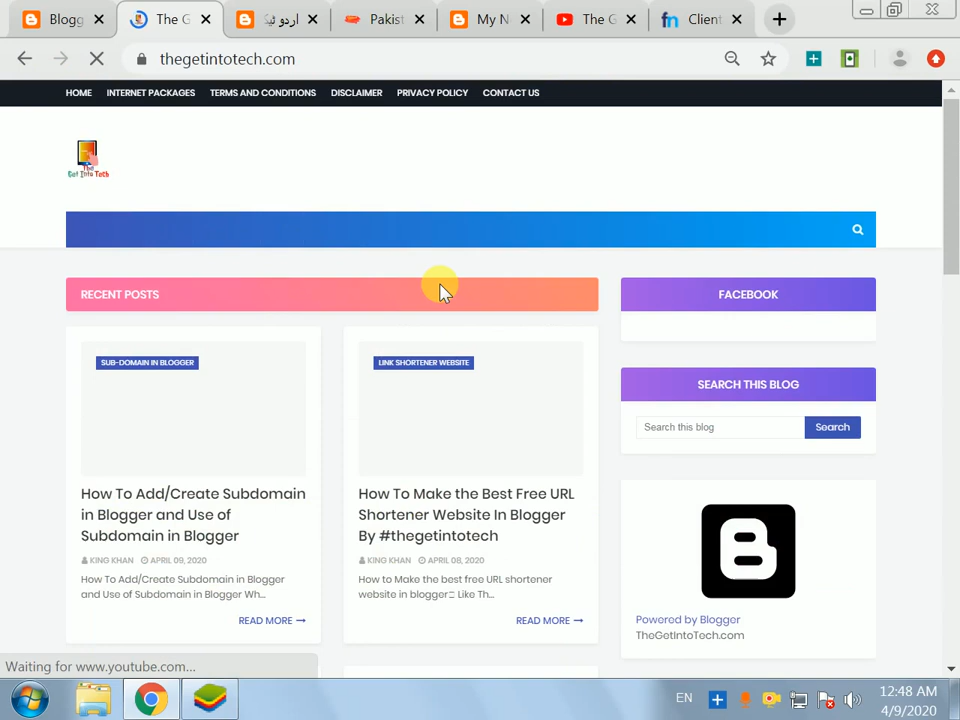 Blogg
The G
اردو ٹیـ
Pakist
My N
The G
Client
thegetintotech.com
HOME INTERNET PACKAGES TERMS AND CONDITIONS DISCLAIMER PRIVACY POLICY CONTACT US
The
Get Into Tech
RECENT POSTS
FACEBOOK
SUB-DOMAIN IN BLOGGER
How To Add/Create Subdomain
in Blogger and Use of
Subdomain in Blogger
KING KHAN APRIL 09, 2020
How To Add/Create Subdomain in Blogger
and Use of Subdomain in Blogger Wh...
READ MORE
LINK SHORTENER WEBSITE
How To Make the Best Free URL
Shortener Website In Blogger
By #thegetintotech
KING KHAN APRIL 08, 2020
How to Make the best free URL shortener
website in blogger□ Like Th...
READ MORE
SEARCH THIS BLOG
Search this blog Search
Powered by Blogger
TheGetIntoTech.com
Waiting for www.youtube.com...
EN
12:48 AM
4/9/2020